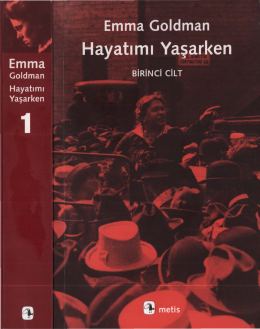 Emma
Goldman
Hayatımı
Yaşarken
1
Emma Goldman
Hayatımı Yaşarken
BİRİNCİ CİLT
metis